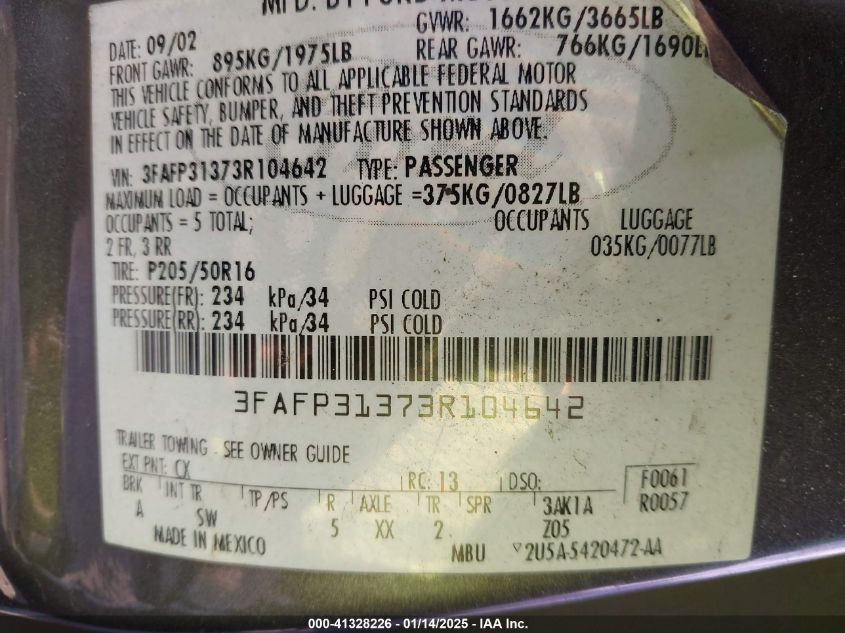 MFD. BY FORD
DATE: 09/02 GVWR: 1662KG/3665LB
FRONT GAWR: 895KG/1975LB REAR GAWR: 766KG/1690L
THIS VEHICLE CONFORMS TO ALL APPLICABLE FEDERAL MOTOR
VEHICLE SAFETY, BUMPER, AND THEFT PREVENTION STANDARDS
IN EFFECT ON THE DATE OF MANUFACTURE SHOWN ABOVE.
VIN: 3FAFP31373R104642 TYPE: PASSENGER
MAXIMUM LOAD = OCCUPANTS + LUGGAGE =375KG/0827LB
OCCUPANTS = 5 TOTAL; OCCUPANTS LUGGAGE
2 FR, 3 RR 035KG/0077LB
TIRE: P205/50R16
PRESSURE(FR): 234 kPa/34 PSI COLD
PRESSURE(RR): 234 kPa/34 PSI COLD
3FAFP31373R104642
TRAILER TOWING - SEE OWNER GUIDE
EXT PNT: CX RC: 13 DSO: F0061
BRK INT TR TP/PS R AXLE TR SPR 3AK1A R0057
A SW 5 XX 2 Z05
MADE IN MEXICO MBU 2U5A-5420472-AA
000-41328226 - 01/14/2025 - IAA Inc.